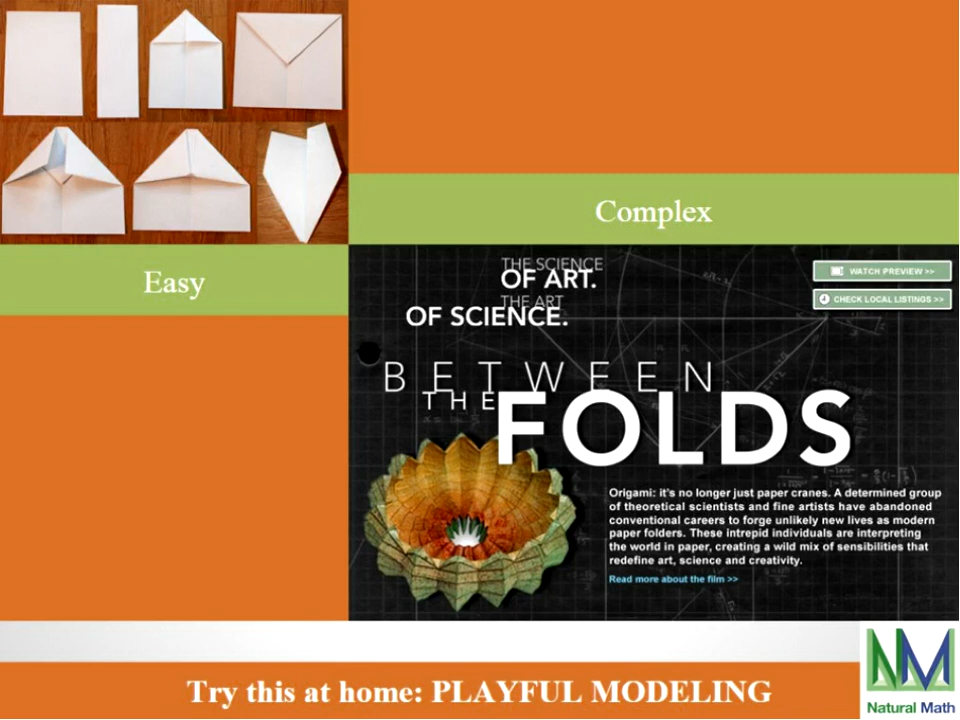 Easy
Complex
THE SCIENCE
OF ART.
THE ART
OF SCIENCE.
WATCH PREVIEW >>
CHECK LOCAL LISTINGS >>
BETWEEN
THE
FOLDS
Origami: it's no longer just paper cranes. A determined group
of theoretical scientists and fine artists have abandoned
conventional careers to forge unlikely new lives as modern
paper folders. These intrepid individuals are interpreting
the world in paper, creating a wild mix of sensibilities that
redefine art, science and creativity.
Read more about the film >>
Try this at home: PLAYFUL MODELING
NM
Natural Math